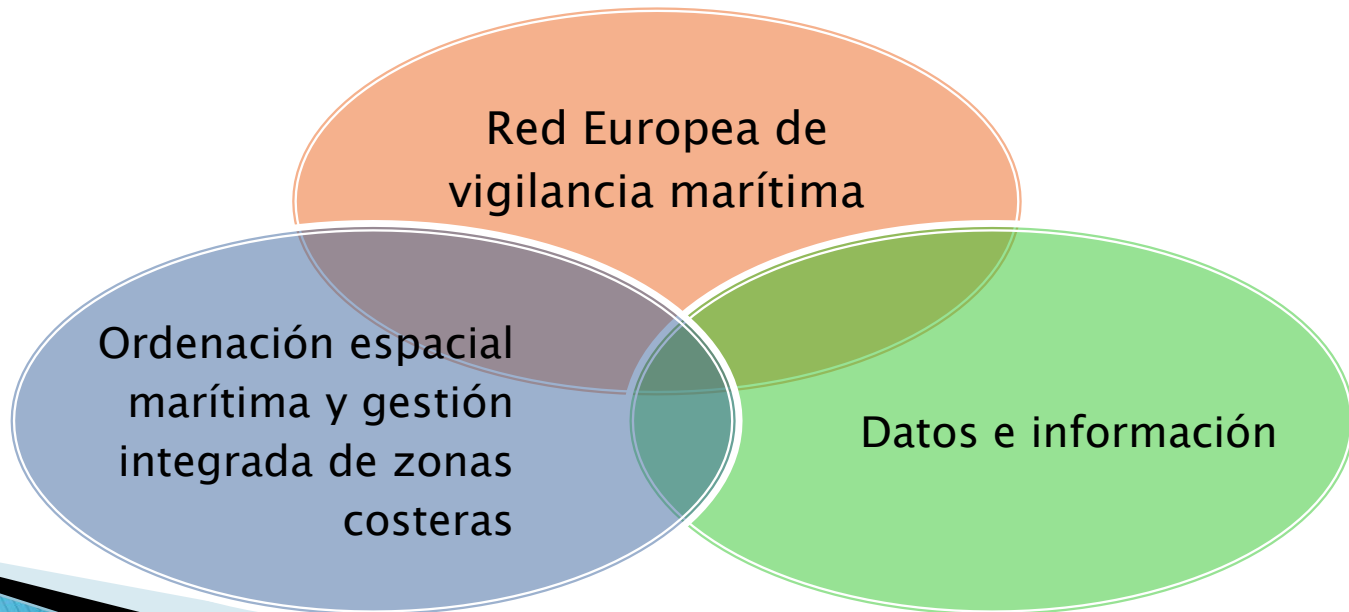 Red Europea de
vigilancia marítima
Ordenación espacial
marítima y gestión
integrada de zonas
costeras
Datos e información